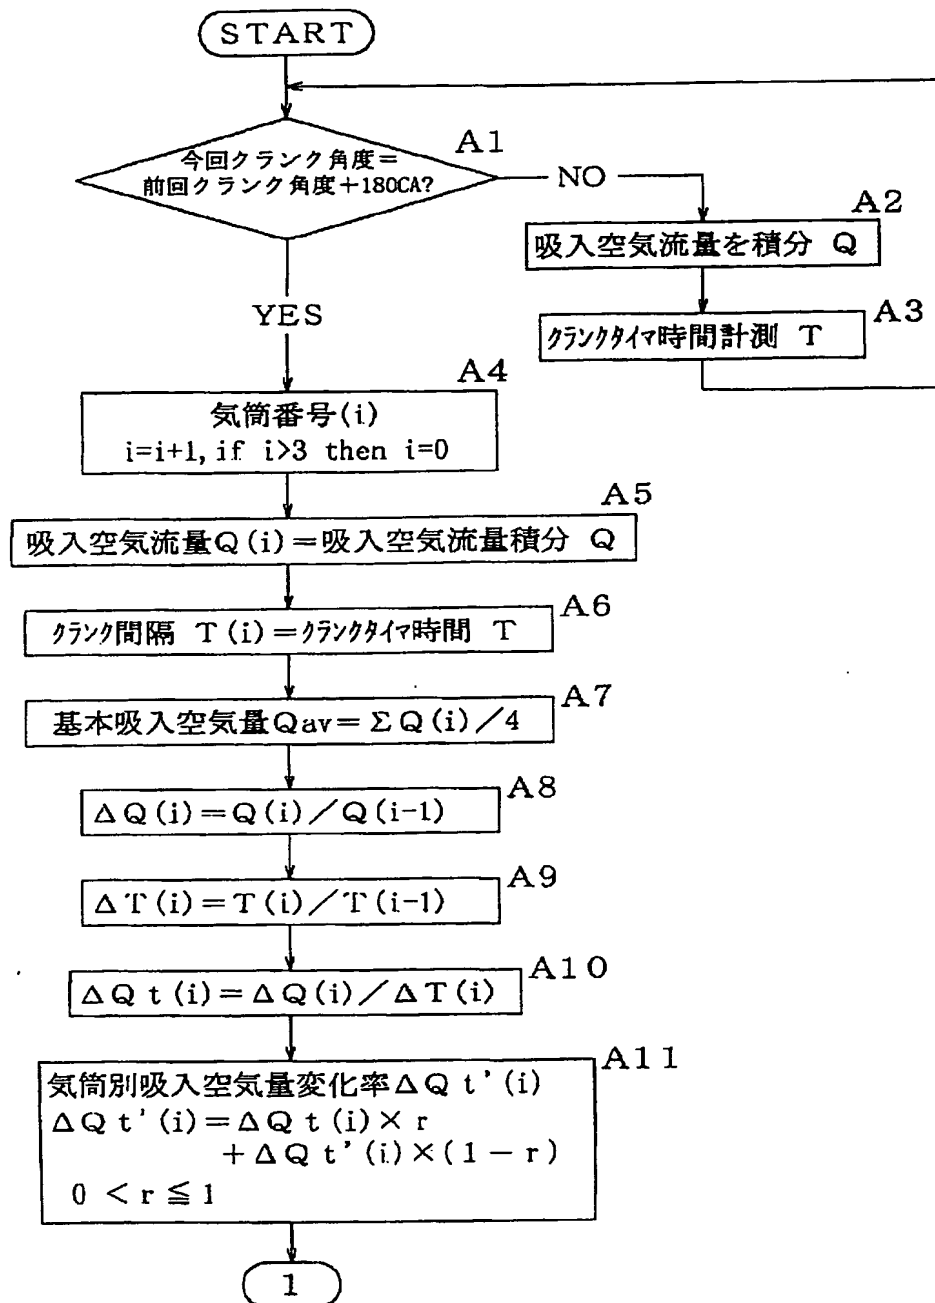 START
A1
今回クランク角度=
前回クランク角度+180CA?
NO
A2
吸入空気流量を積分 Q
YES
A3
クランクタイマ時間計測 T
A4
気筒番号(i)
i=i+1,if i>3 then i=0
A5
吸入空気流量Q(i)=吸入空気流量積分 Q
A6
クランク間隔 T(i)=クランクタイマ時間 T
A7
基本吸入空気量Qav=ΣQ(i)/4
A8
ΔQ(i)=Q(i)/Q(i-1)
A9
ΔT(i)=T(i)/T(i-1)
A10
ΔQt(i)=ΔQ(i)/ΔT(i)
A11
気筒別吸入空気量変化率ΔQt'(i)
ΔQt'(i)=ΔQt(i)×r
+ΔQt'(i)×(1-r)
0<r≦1
1